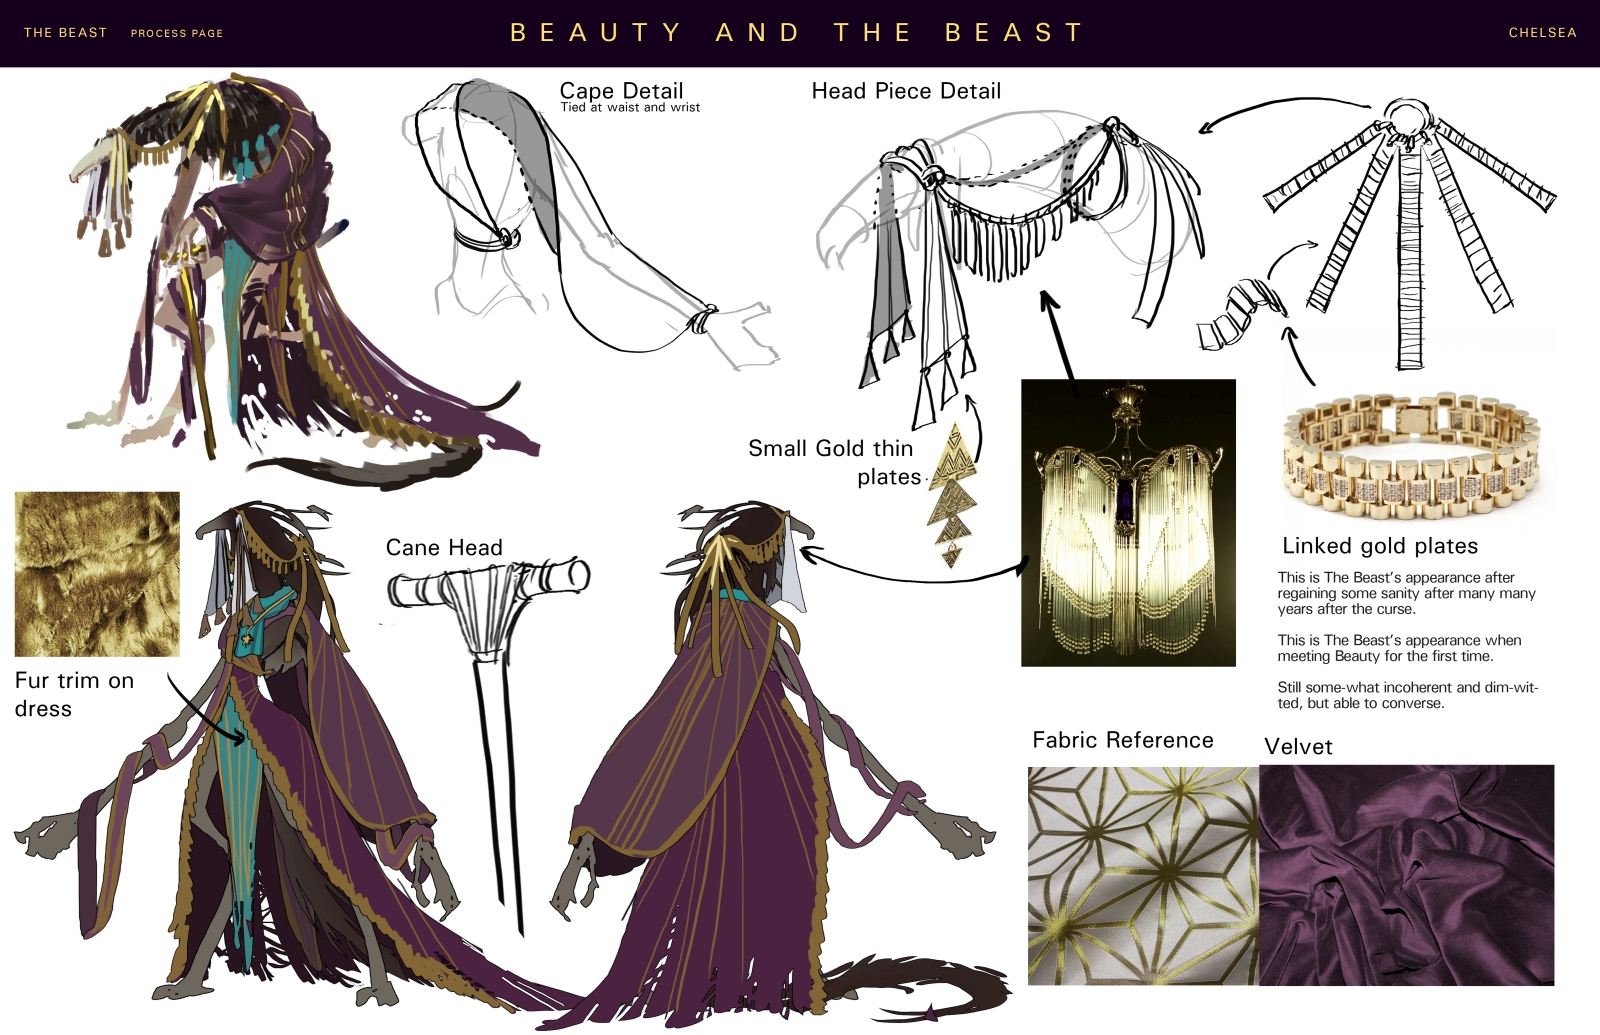 THE BEAST
PROCESS PAGE
BEAUTY AND THE BEAST
CHELSEA
Cape Detail
Tied at waist and wrist
Head Piece Detail
Small Gold thin
plates
Linked gold plates
This is The Beast's appearance after
regaining some sanity after many many
years after the curse.
This is The Beast's appearance when
meeting Beauty for the first time.
Still some-what incoherent and dim-wit-
ted, but able to converse.
Cane Head
Fur trim on
dress
Fabric Reference
Velvet